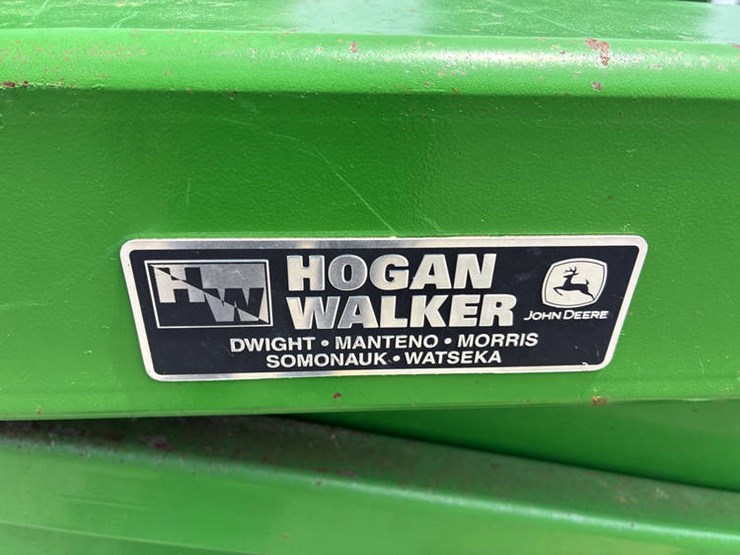 HW
HOGAN
WALKER
JOHN DEERE
DWIGHT • MANTENO • MORRIS
SOMONAUK • WATSEKA